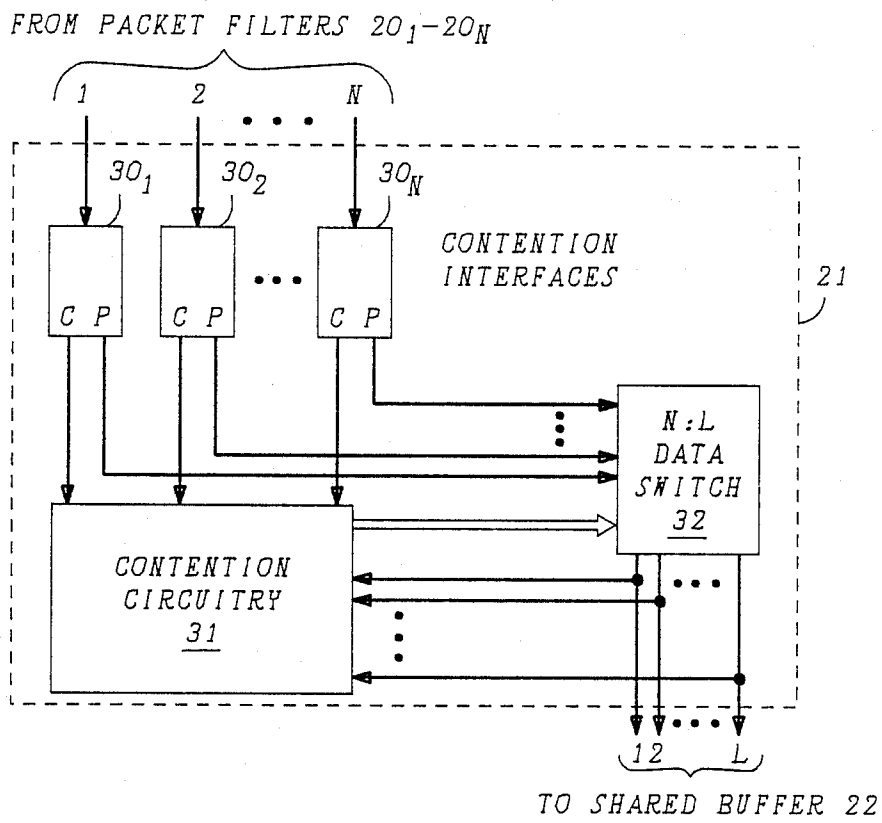 FROM PACKET FILTERS 20₁-20ₙ
1 2 ••• N
30₁ 30₂ 30ₙ
CONTENTION
INTERFACES
21
C P C P ••• C P
N:L
DATA
SWITCH
32
CONTENTION
CIRCUITRY
31
1 2 L
TO SHARED BUFFER 22